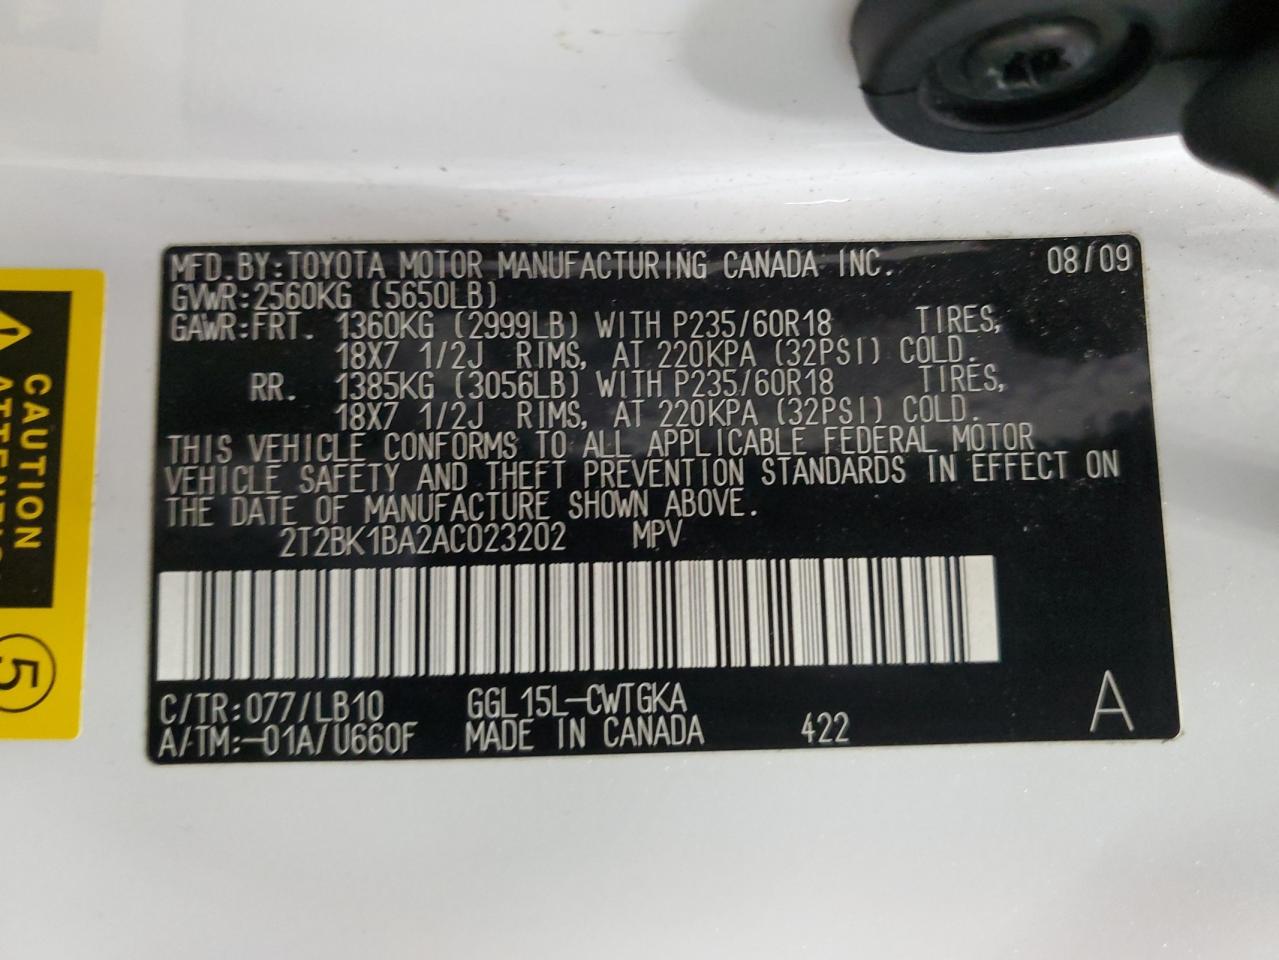 MFD.BY:TOYOTA MOTOR MANUFACTURING CANADA INC. 08/09
GVWR:2560KG (5650LB)
GAWR:FRT. 1360KG (2999LB) WITH P235/60R18 TIRES,
18X7 1/2J RIMS, AT 220KPA (32PSI) COLD.
RR. 1385KG (3056LB) WITH P235/60R18 TIRES,
18X7 1/2J RIMS, AT 220KPA (32PSI) COLD.
THIS VEHICLE CONFORMS TO ALL APPLICABLE FEDERAL MOTOR
VEHICLE SAFETY AND THEFT PREVENTION STANDARDS IN EFFECT ON
THE DATE OF MANUFACTURE SHOWN ABOVE.
2T2BK1BA2AC023202 MPV
C/TR:077/LB10 GGL15L-CWTGKA
A/TM:-01A/U660F MADE IN CANADA 422 A
CAUTION
5